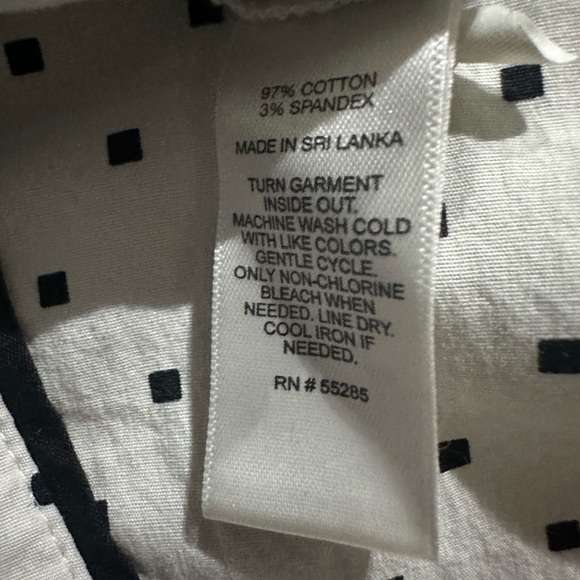 97% COTTON
3% SPANDEX
MADE IN SRI LANKA
TURN GARMENT
INSIDE OUT.
MACHINE WASH COLD
WITH LIKE COLORS.
GENTLE CYCLE.
ONLY NON-CHLORINE
BLEACH WHEN
NEEDED. LINE DRY.
COOL IRON IF
NEEDED.
RN # 55285